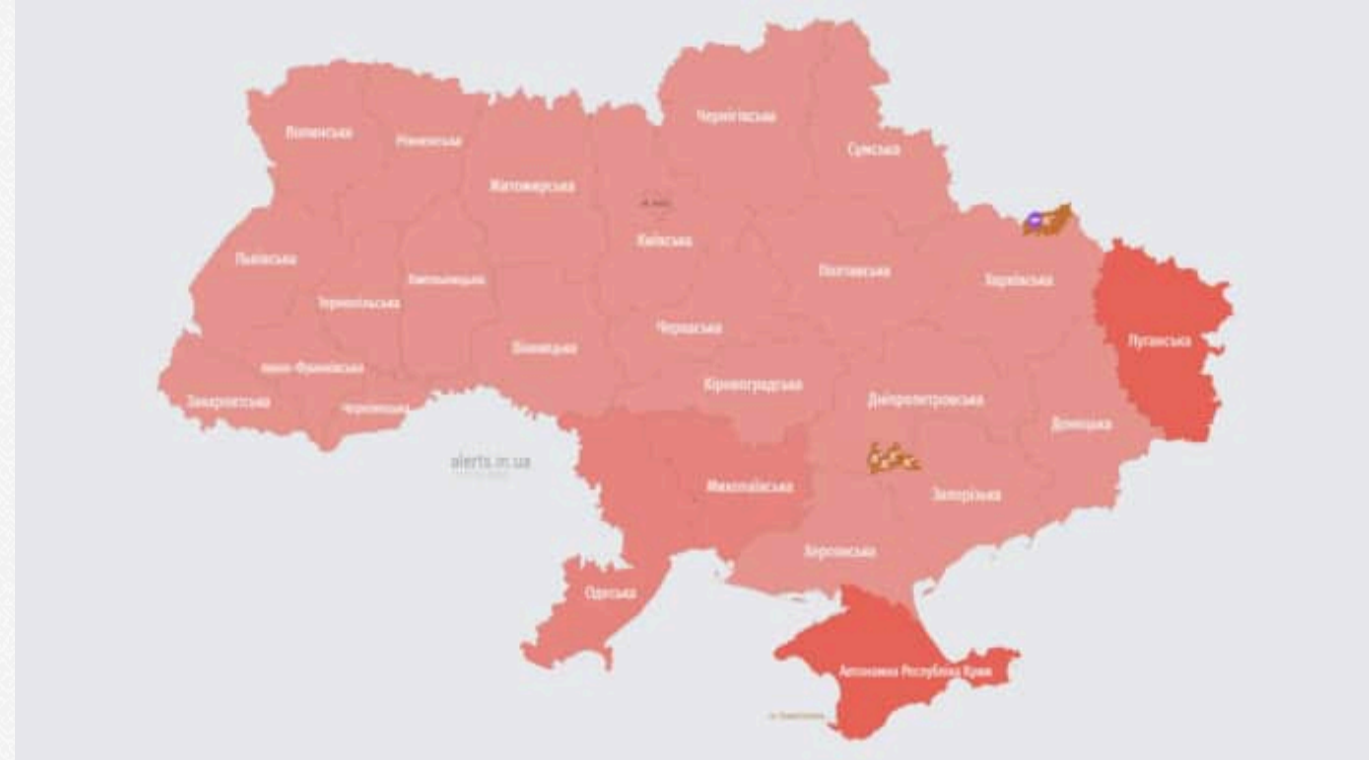 Чернігівська
Волинська
Рівненська
Сумська
Житомирська
Київська
Львівська
Полтавська
Харківська
Хмельницька
Тернопільська
Черкаська
Луганська
Вінницька
Івано-Франківська
Кіровоградська
Закарпатська
Чернівецька
Дніпропетровська
Донецька
alerts.in.ua
Миколаївська
Запорізька
Херсонська
Одеська
Автономна Республіка Крим